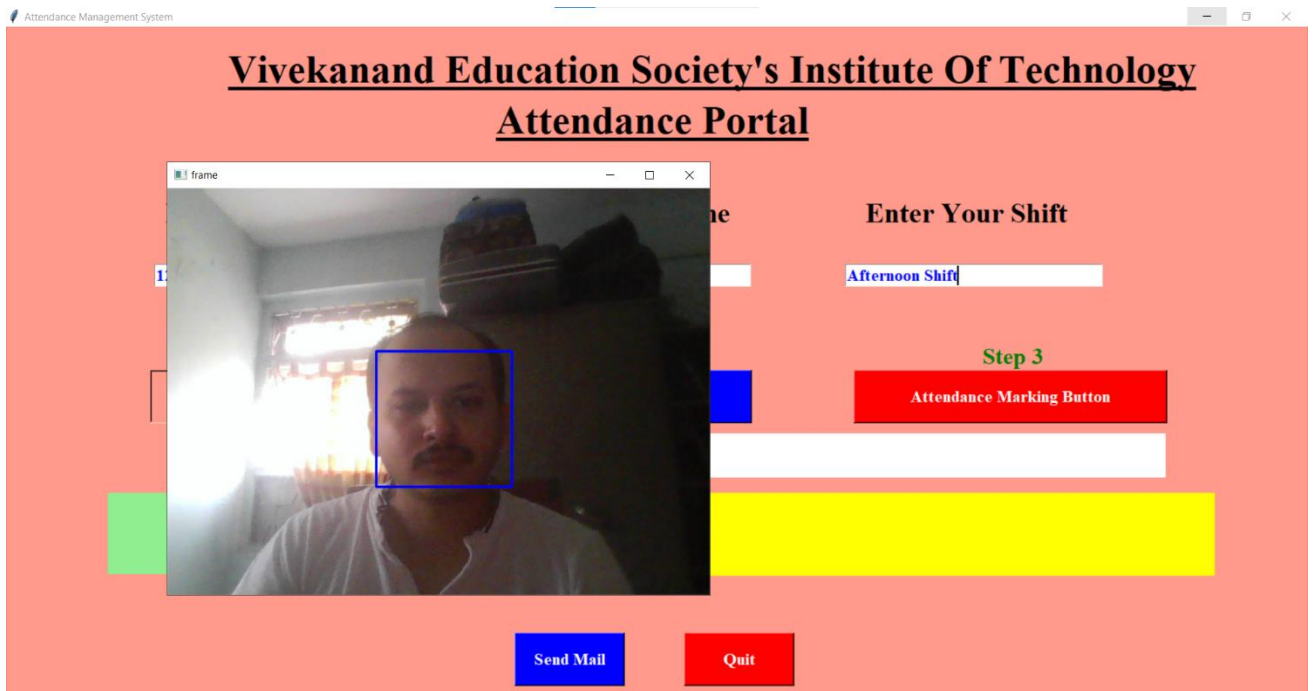 Attendance Management System
Vivekanand Education Society's Institute Of Technology
Attendance Portal
frame
Enter Your Shift
Afternoon Shift
Step 3
Attendance Marking Button
Send Mail
Quit